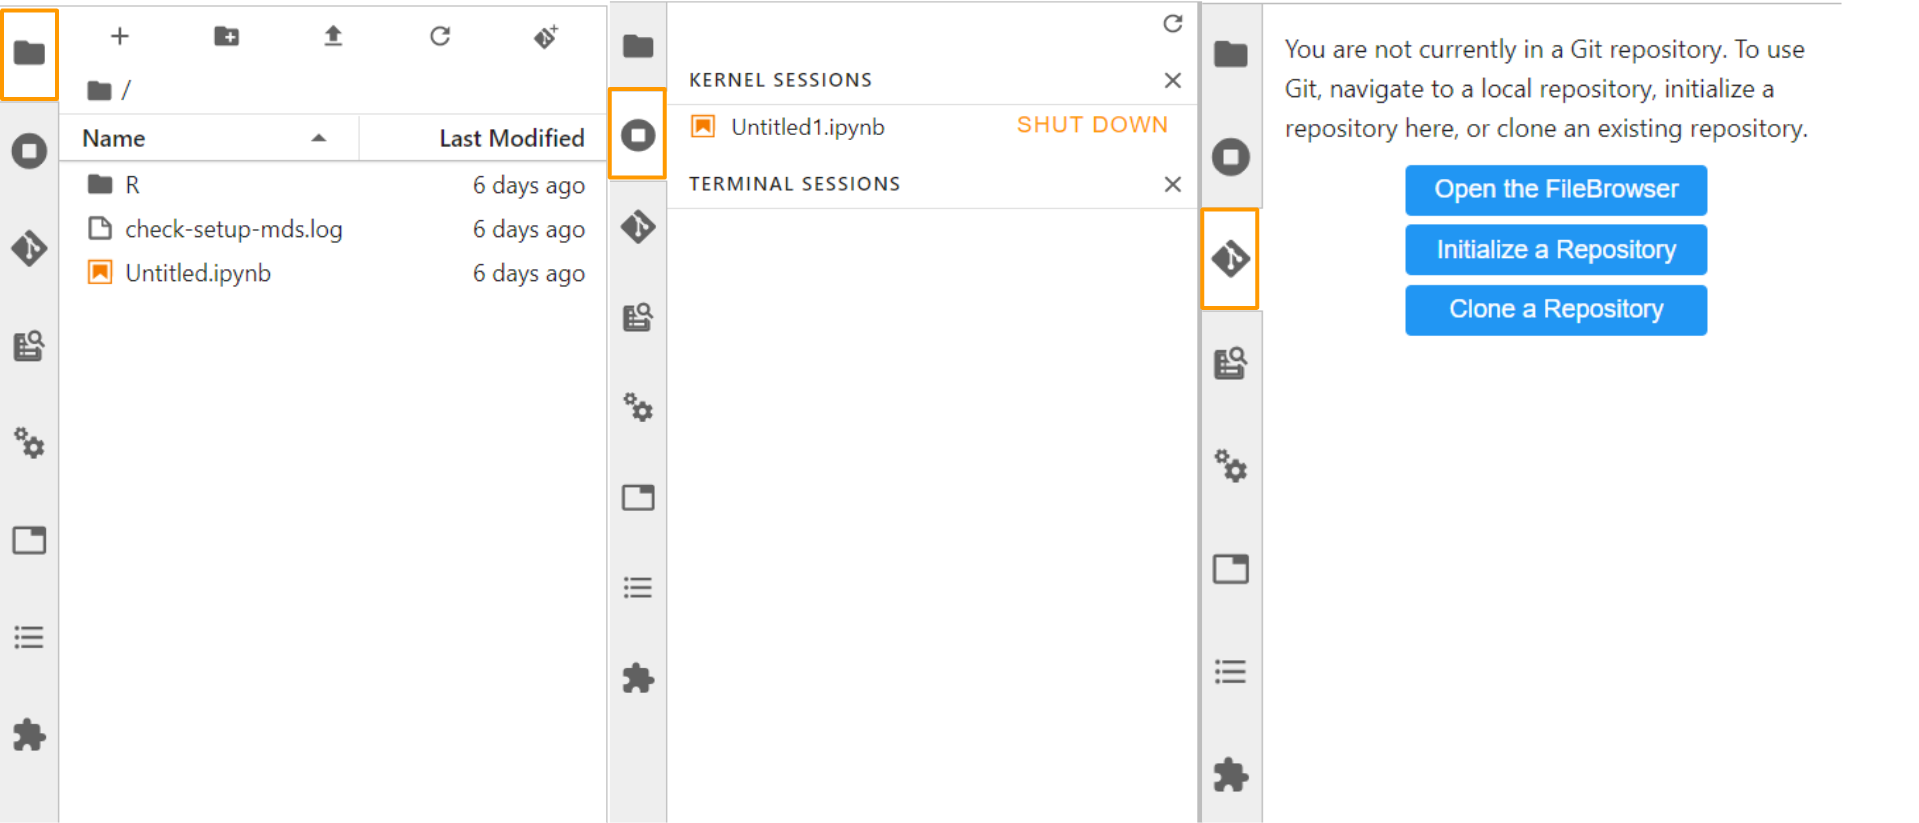 /
Name Last Modified
R 6 days ago
check-setup-mds.log 6 days ago
Untitled.ipynb 6 days ago
KERNEL SESSIONS
Untitled1.ipynb SHUT DOWN
TERMINAL SESSIONS
You are not currently in a Git repository. To use
Git, navigate to a local repository, initialize a
repository here, or clone an existing repository.
Open the FileBrowser
Initialize a Repository
Clone a Repository